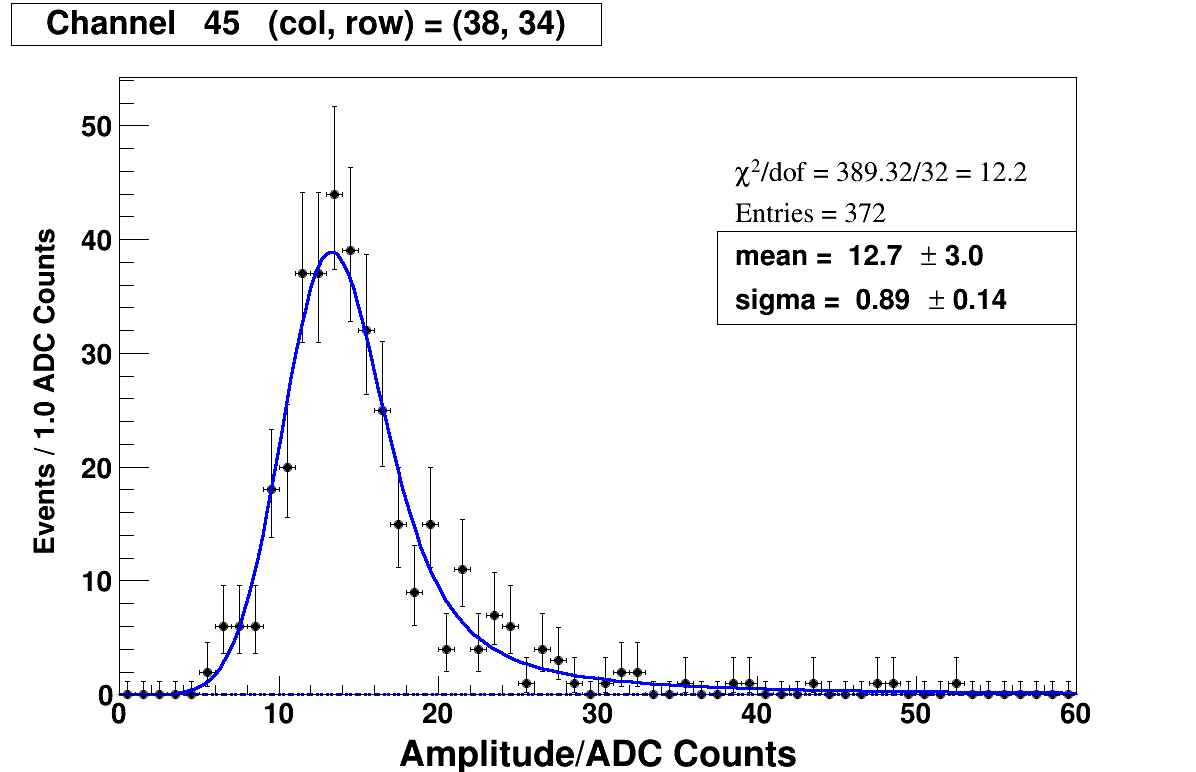 Channel 45 (col, row) = (38, 34)
χ²/dof = 389.32/32 = 12.2
Entries = 372
mean = 12.7 ± 3.0
sigma = 0.89 ± 0.14
Events / 1.0 ADC Counts
50
40
30
20
10
0
0 10 20 30 40 50 60
Amplitude/ADC Counts